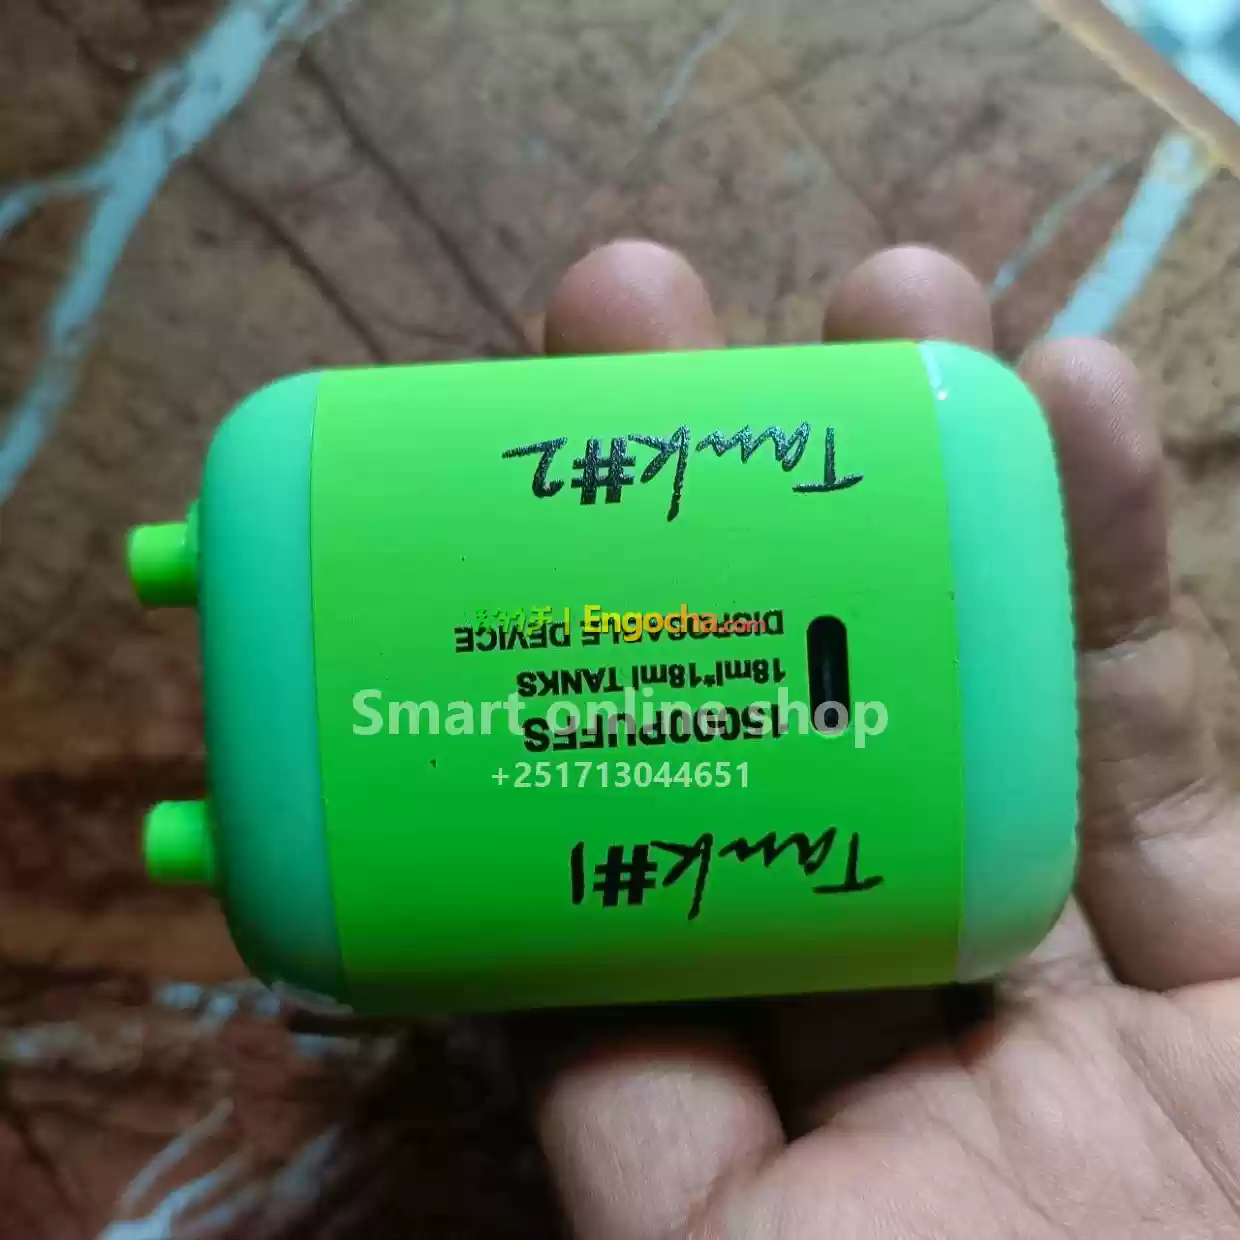 Tank#2
DISPOSABLE DEVICE
18ml*18ml TANKS
15000PUFFS
Tank#1
Engocha.com
Smart online shop
+251713044651